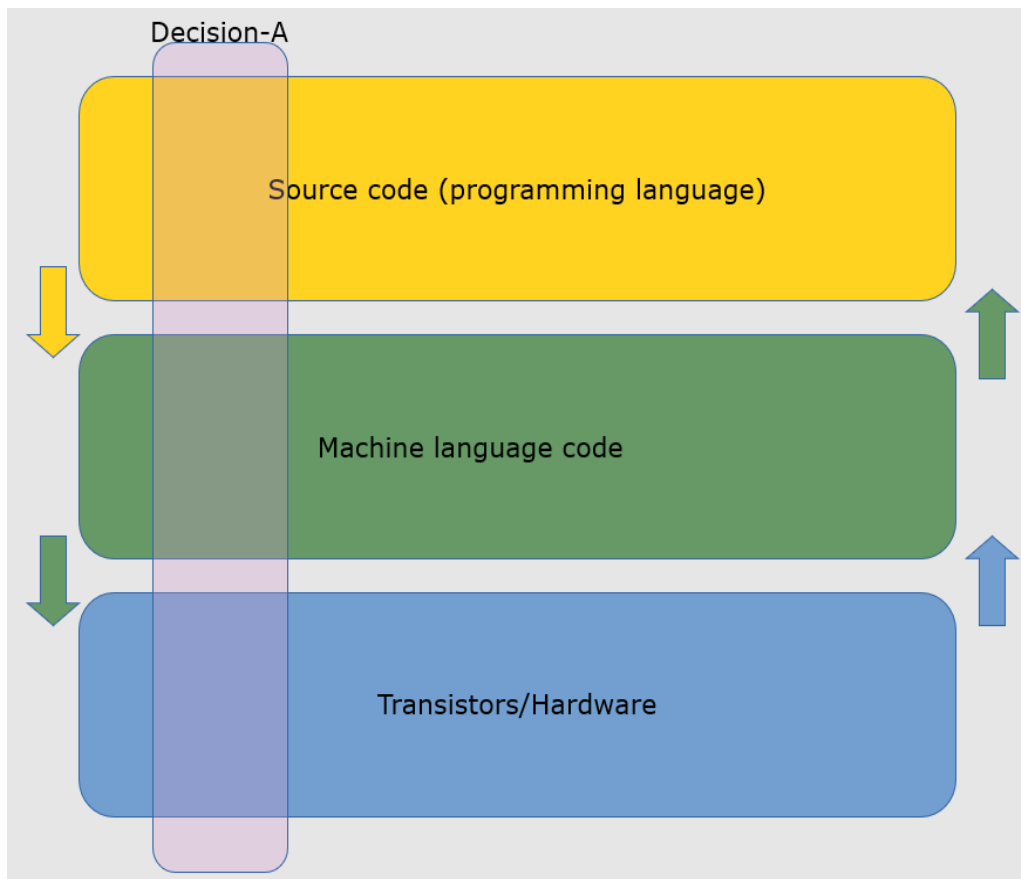 Decision-A
Source code (programming language)
Machine language code
Transistors/Hardware